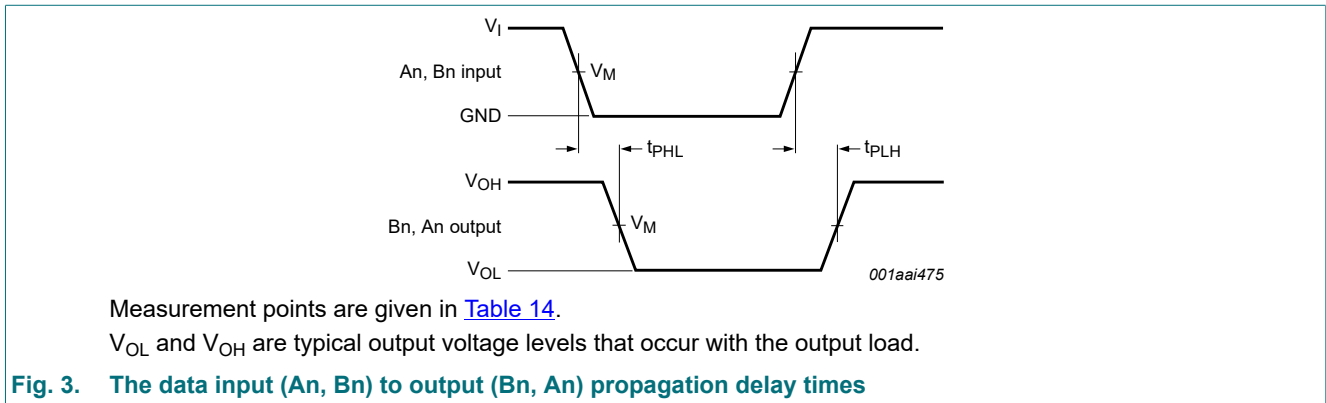 VI
An, Bn input
VM
GND
tPHL
tPLH
VOH
Bn, An output
VM
VOL
001aai475
Measurement points are given in Table 14.
VOL and VOH are typical output voltage levels that occur with the output load.
Fig. 3. The data input (An, Bn) to output (Bn, An) propagation delay times